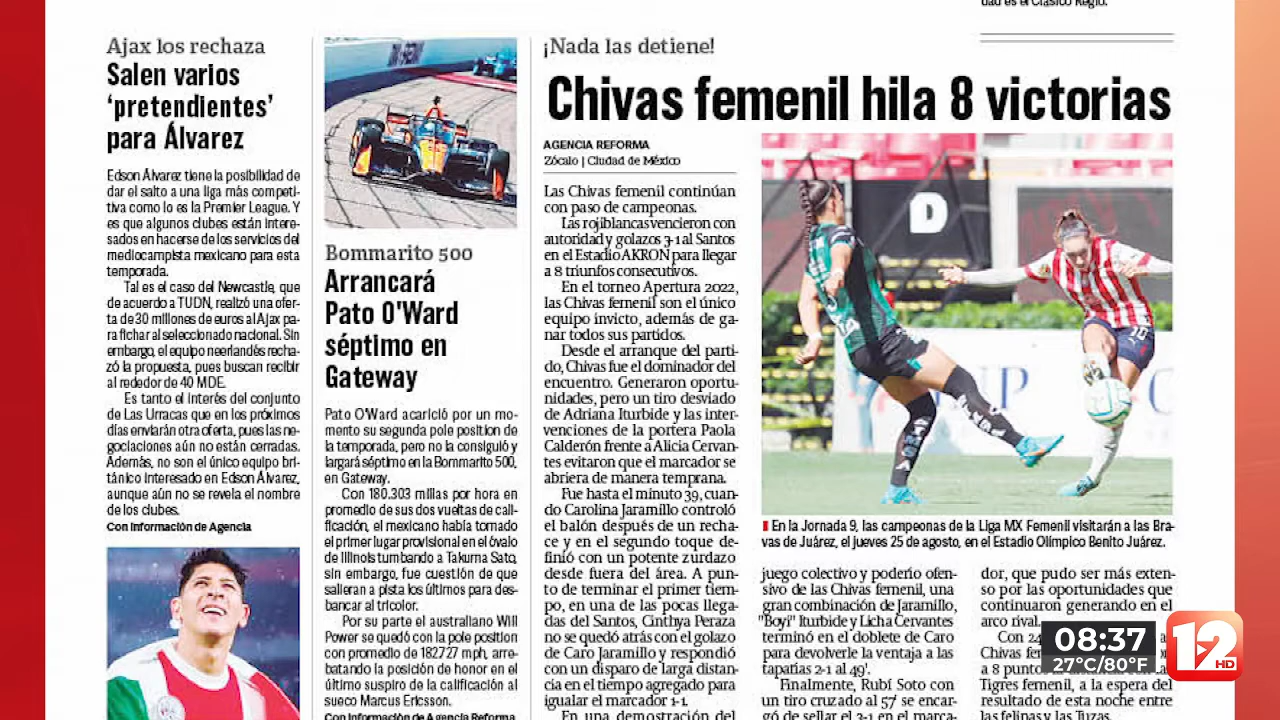 dad es el Clásico Regio.
Ajax los rechaza
Salen varios
‘pretendientes’
para Álvarez
Edson Álvarez tiene la posibilidad de
dar el salto a una liga más competi-
tiva como lo es la Premier League. Y
es que algunos clubes están intere-
sados en hacerse de los servicios del
mediocampista mexicano para esta
temporada.
Tal es el caso del Newcastle, que
de acuerdo a TUDN, realizó una ofer-
ta de 30 millones de euros al Ajax pa-
ra fichar al seleccionado nacional. Sin
embargo, el equipo neerlandés recha-
zó la propuesta, pues buscan recibir
al rededor de 40 MDE.
Es tanto el interés del conjunto
de Las Urracas que en los próximos
días enviarán otra oferta, pues las ne-
gociaciones aún no están cerradas.
Además, no son el único equipo bri-
tánico interesado en Edson Álvarez,
aunque aún no se revela el nombre
de los clubes.
Con información de Agencia
Bommarito 500
Arrancará
Pato O'Ward
séptimo en
Gateway
Pato O'Ward acarició por un mo-
mento su segunda pole position de
la temporada, pero no la consiguió y
largará séptimo en la Bommarito 500,
en Gateway.
Con 180.303 millas por hora en
promedio de sus dos vueltas de cali-
ficación, el mexicano había tomado
el primer lugar provisional en el óvalo
de Illinois tumbando a Takuma Sato,
sin embargo, fue cuestión de que
salieran a pista los últimos para des-
bancar al tricolor.
Por su parte el australiano Will
Power se quedó con la pole position
con promedio de 182727 mph, arre-
batando la posición de honor en el
último suspiro de la calificación al
sueco Marcus Ericsson.
Con Información de Agencia Reforma
¡Nada las detiene!
Chivas femenil hila 8 victorias
AGENCIA REFORMA
Zócalo | Ciudad de México
Las Chivas femenil continúan
con paso de campeonas.
Las rojiblancas vencieron con
autoridad y golazos 3-1 al Santos
en el Estadio AKRON para llegar
a 8 triunfos consecutivos.
En el torneo Apertura 2022,
las Chivas femenil son el único
equipo invicto, además de ga-
nar todos sus partidos.
Desde el arranque del parti-
do, Chivas fue el dominador del
encuentro. Generaron oportu-
nidades, pero un tiro desviado
de Adriana Iturbide y las inter-
venciones de la portera Paola
Calderón frente a Alicia Cervan-
tes evitaron que el marcador se
abriera de manera temprana.
Fue hasta el minuto 39, cuan-
do Carolina Jaramillo controló
el balón después de un recha-
ce y en el segundo toque de-
finió con un potente zurdazo
desde fuera del área. A pun-
to de terminar el primer tiem-
po, en una de las pocas llega-
das del Santos, Cinthya Peraza
no se quedó atrás con el golazo
de Caro Jaramillo y respondió
con un disparo de larga distan-
cia en el tiempo agregado para
igualar el marcador 1-1.
En una demostración del
D
En la Jornada 9, las campeonas de la Liga MX Femenil visitarán a las Bra-
vas de Juárez, el jueves 25 de agosto, en el Estadio Olímpico Benito Juárez.
juego colectivo y poderío ofen-
sivo de las Chivas femenil, una
gran combinación de Jaramillo,
"Boyi" Iturbide y Licha Cervantes
terminó en el doblete de Caro
para devolverle la ventaja a las
tapatías 2-1 al 49'.
Finalmente, Rubí Soto con
un tiro cruzado al 57 se encar-
gó de sellar el 3-1 en el marca-
dor, que pudo ser más exten-
so por las oportunidades que
continuaron generando en el
arco rival.
Con 24
Chivas fem
a 8 puntos
Tigres femenil, a la espera del
resultado de esta noche entre
las felinas y las Tuzas.
08:37
27°C/80°F
12
HD